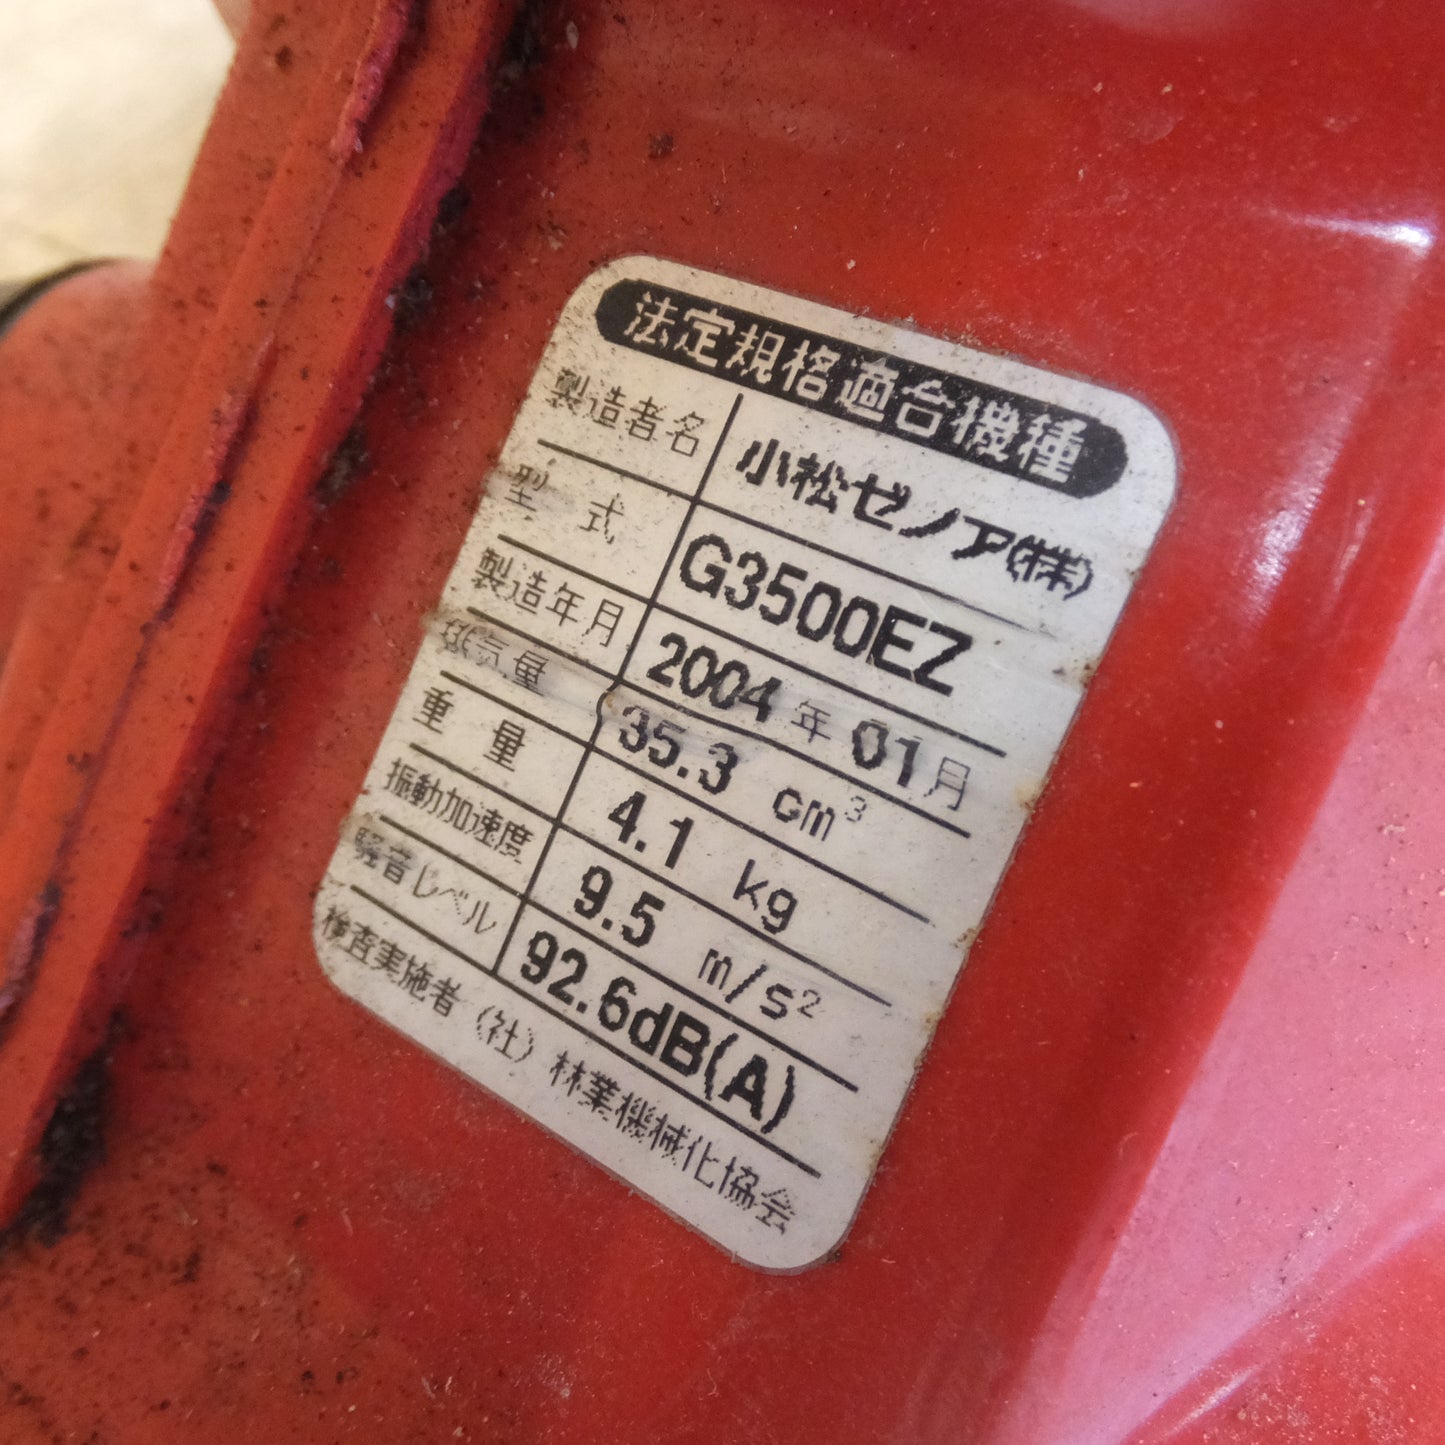 法定規格適合機種
製造者名 小松ゼノア(株)
型式 G3500EZ
製造年月 2004年01月
排気量 35.3 cm³
重量 4.1 kg
振動加速度 9.5 m/s²
騒音レベル 92.6dB(A)
検査実施者 (社)林業機械化協会